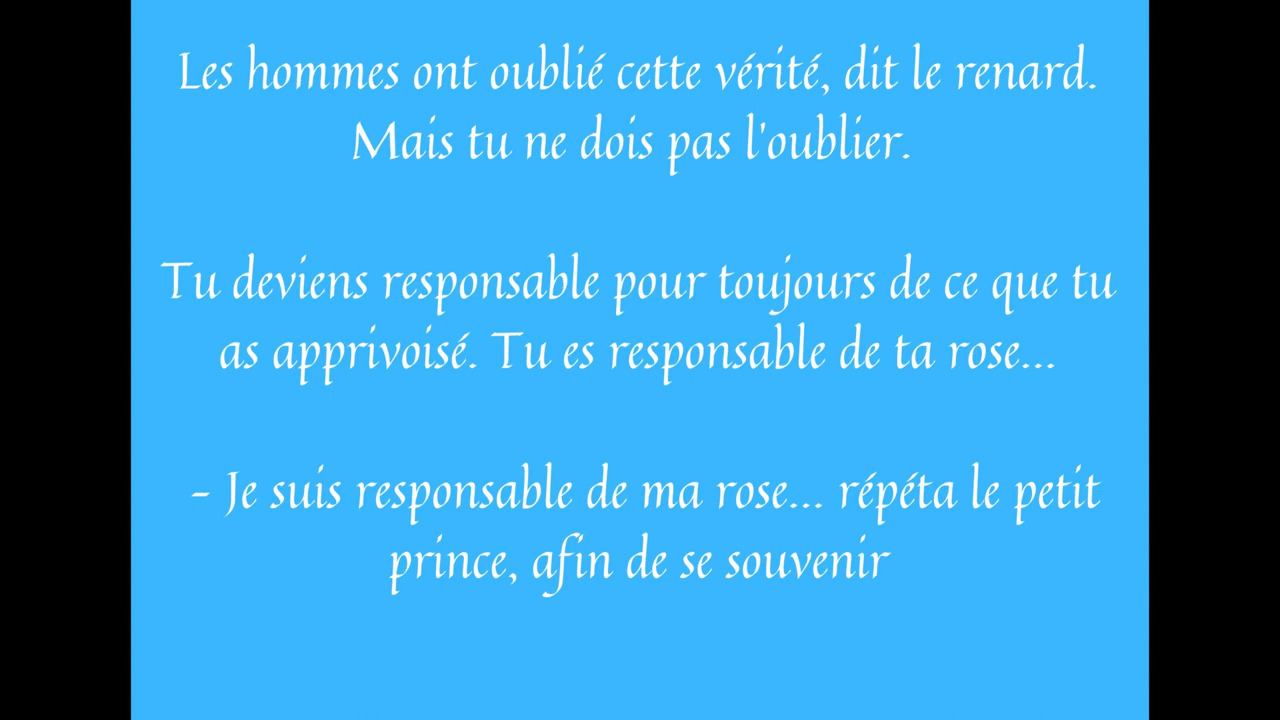 Les hommes ont oublié cette vérité, dit le renard.
Mais tu ne dois pas l'oublier.
Tu deviens responsable pour toujours de ce que tu
as apprivoisé. Tu es responsable de ta rose...
- Je suis responsable de ma rose... répéta le petit
prince, afin de se souvenir